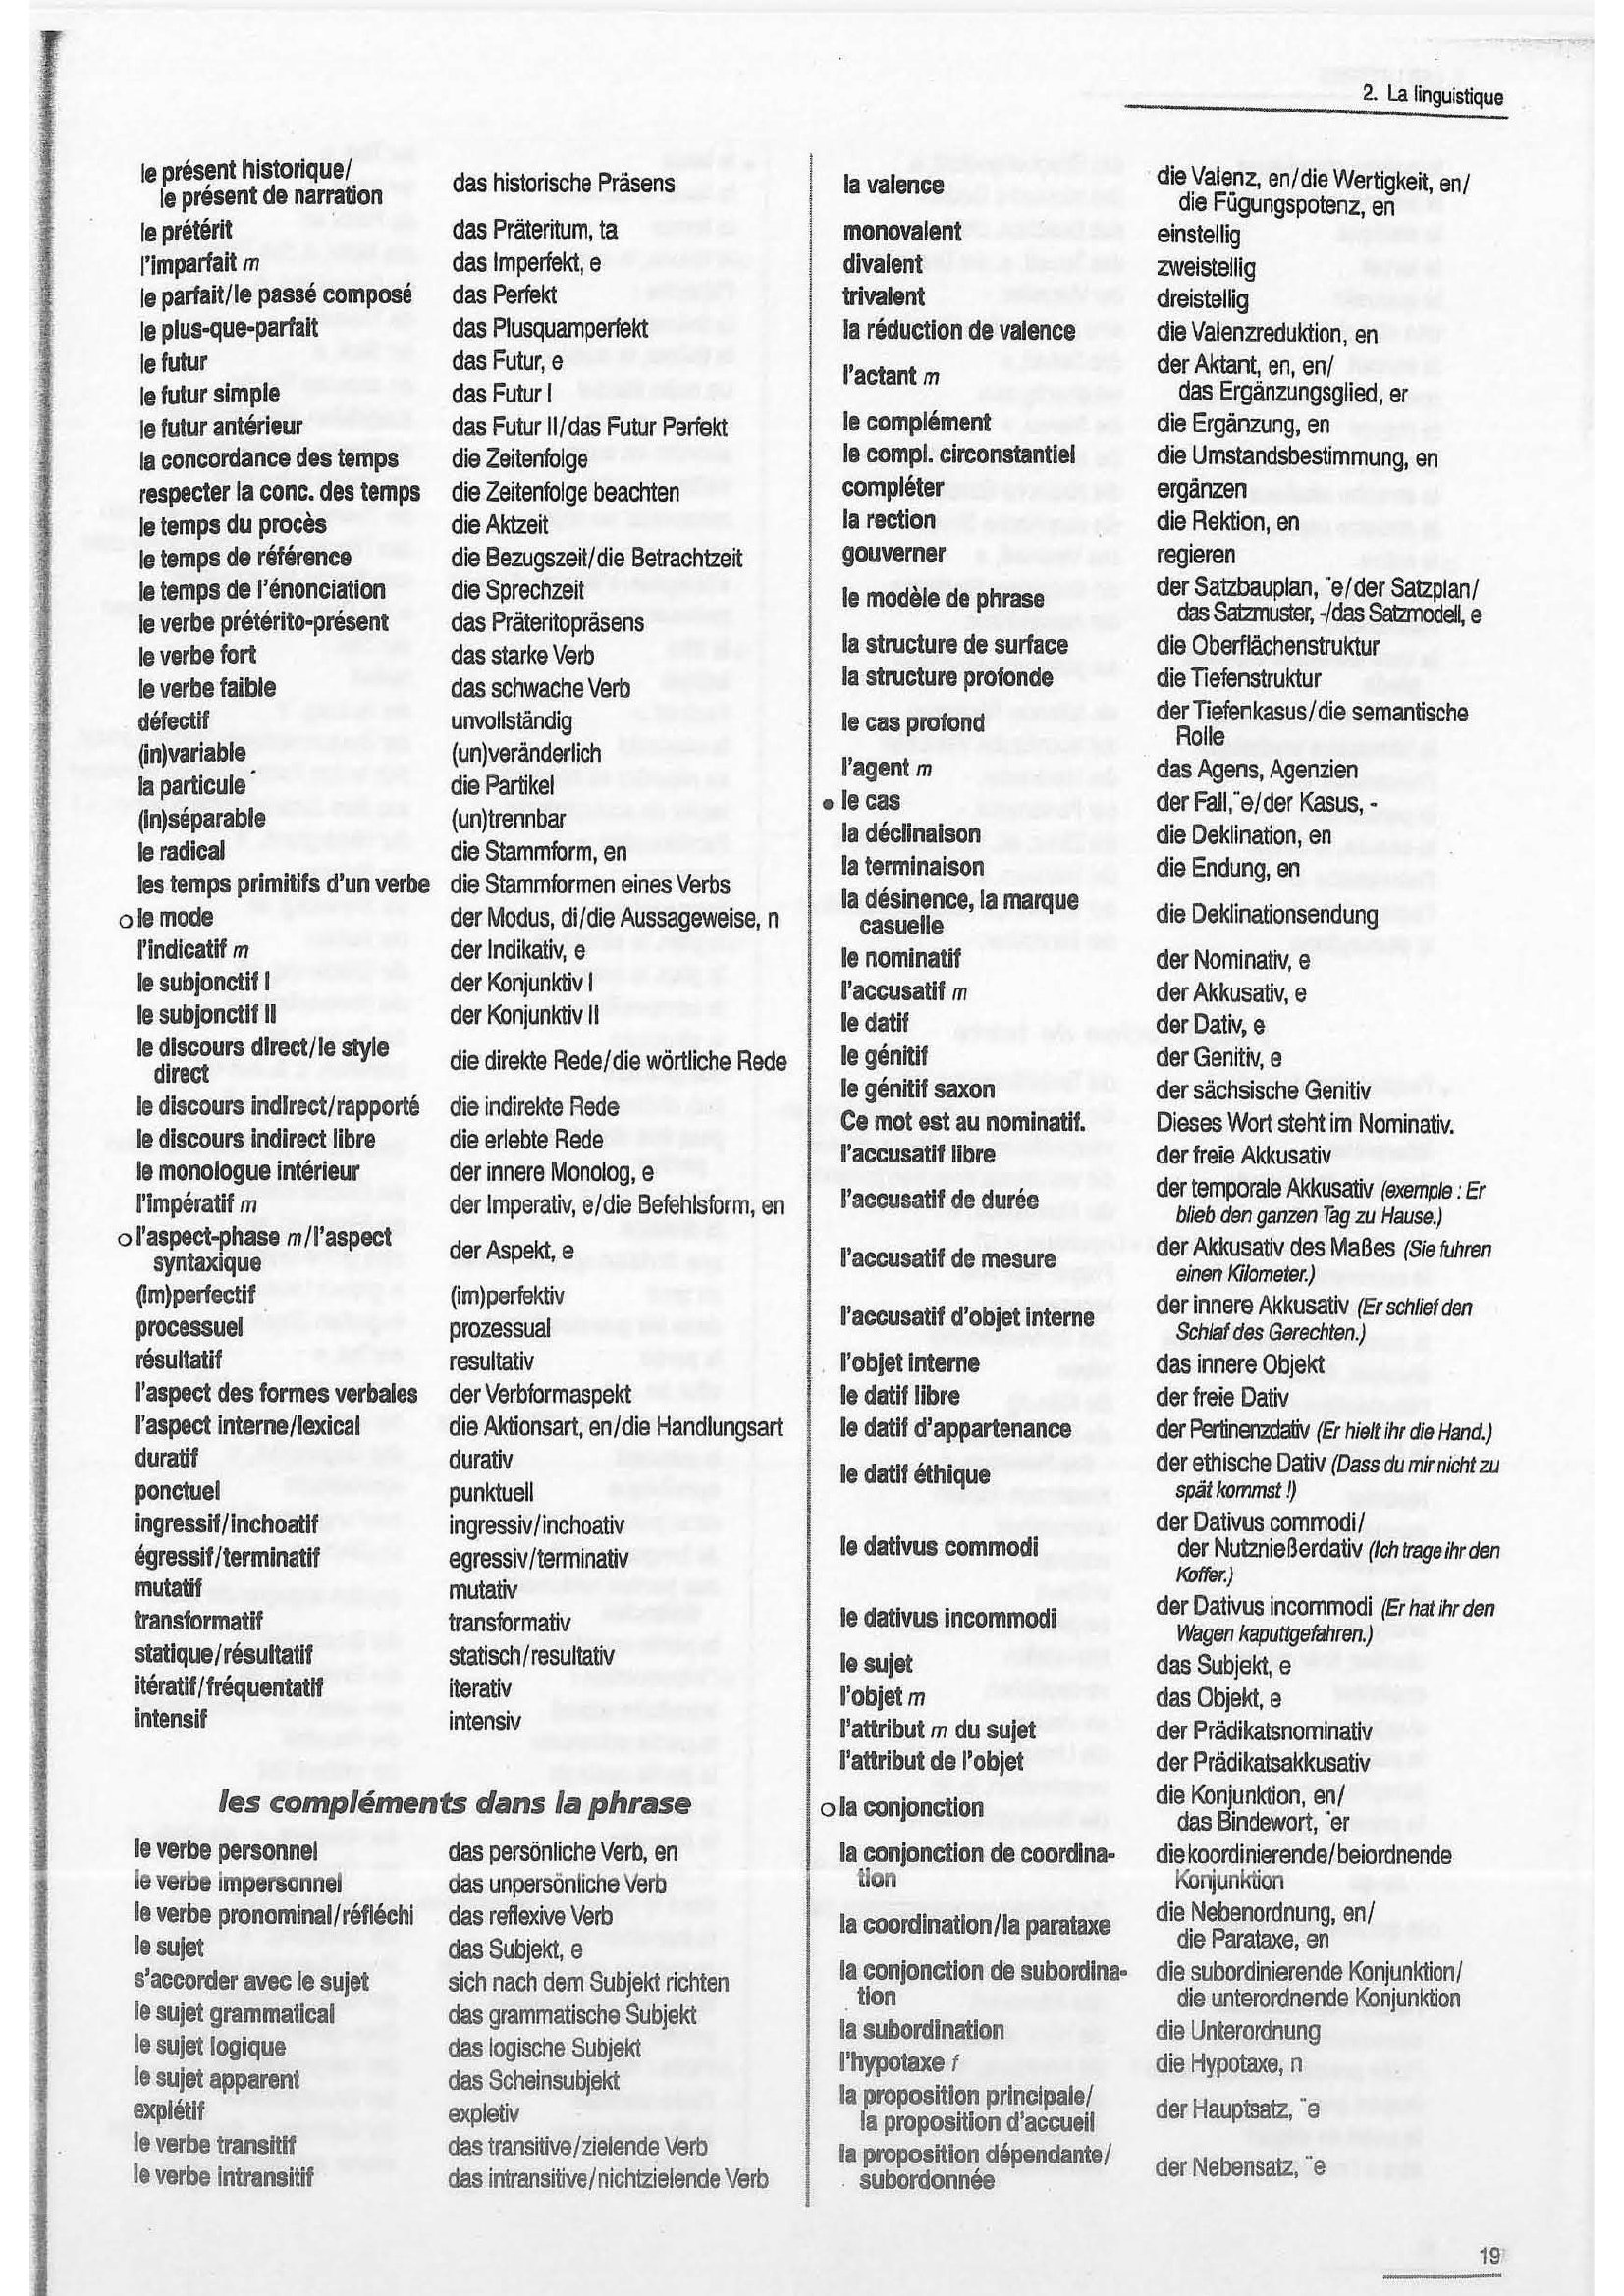 2. La linguistique
le présent historique/
le présent de narration das historische Präsens
le prétérit das Präteritum, ta
l'imparfait m das Imperfekt, e
le parfait/le passé composé das Perfekt
le plus-que-parfait das Plusquamperfekt
le futur das Futur, e
le futur simple das Futur I
le futur antérieur das Futur II/das Futur Perfekt
la concordance des temps die Zeitenfolge
respecter la conc. des temps die Zeitenfolge beachten
le temps du procès die Aktzeit
le temps de référence die Bezugszeit/die Betrachtzeit
le temps de l'énonciation die Sprechzeit
le verbe prétérito-présent das Präteritopräsens
le verbe fort das starke Verb
le verbe faible das schwache Verb
défectif unvollständig
(in)variable (un)veränderlich
la particule die Partikel
(in)séparable (un)trennbar
le radical die Stammform, en
les temps primitifs d'un verbe die Stammformen eines Verbs
o le mode der Modus, di/die Aussageweise, n
l'indicatif m der Indikativ, e
le subjonctif I der Konjunktiv I
le subjonctif II der Konjunktiv II
le discours direct/le style
direct die direkte Rede/die wörtliche Rede
le discours indirect/rapporté die indirekte Rede
le discours indirect libre die erlebte Rede
le monologue intérieur der innere Monolog, e
l'impératif m der Imperativ, e/die Befehlsform, en
o l'aspect-phase m/l'aspect
syntaxique der Aspekt, e
(im)perfectif (im)perfektiv
processuel prozessual
résultatif resultativ
l'aspect des formes verbales der Verbformaspekt
l'aspect interne/lexical die Aktionsart, en/die Handlungsart
duratif durativ
ponctuel punktuell
ingressif/inchoatif ingressiv/inchoativ
égressif/terminatif egressiv/terminativ
mutatif mutativ
transformatif transformativ
statique/résultatif statisch/resultativ
itératif/fréquentatif iterativ
intensif intensiv
les compléments dans la phrase
le verbe personnel das persönliche Verb, en
le verbe impersonnel das unpersönliche Verb
le verbe pronominal/réfléchi das reflexive Verb
le sujet das Subjekt, e
s'accorder avec le sujet sich nach dem Subjekt richten
le sujet grammatical das grammatische Subjekt
le sujet logique das logische Subjekt
le sujet apparent das Scheinsubjekt
explétif expletiv
le verbe transitif das transitive/zielende Verb
le verbe intransitif das intransitive/nichtzielende Verb
la valence die Valenz, en/die Wertigkeit, en/
die Fügungspotenz, en
monovalent einstellig
divalent zweistellig
trivalent dreistellig
la réduction de valence die Valenzreduktion, en
l'actant m der Aktant, en, en/
das Ergänzungsglied, er
le complément die Ergänzung, en
le compl. circonstantiel die Umstandsbestimmung, en
compléter ergänzen
la rection die Rektion, en
gouverner regieren
le modèle de phrase der Satzbauplan, ¨e/der Satzplan/
das Satzmuster, -/das Satzmodell, e
la structure de surface die Oberflächenstruktur
la structure profonde die Tiefenstruktur
le cas profond der Tiefenkasus/die semantische
Rolle
l'agent m das Agens, Agenzien
• le cas der Fall,¨e/der Kasus, -
la déclinaison die Deklination, en
la terminaison die Endung, en
la désinence, la marque
casuelle die Deklinationsendung
le nominatif der Nominativ, e
l'accusatif m der Akkusativ, e
le datif der Dativ, e
le génitif der Genitiv, e
le génitif saxon der sächsische Genitiv
Ce mot est au nominatif. Dieses Wort steht im Nominativ.
l'accusatif libre der freie Akkusativ
l'accusatif de durée der temporale Akkusativ (exemple : Er
blieb den ganzen Tag zu Hause.)
l'accusatif de mesure der Akkusativ des Maßes (Sie fuhren
einen Kilometer.)
l'accusatif d'objet interne der innere Akkusativ (Er schlief den
Schlaf des Gerechten.)
l'objet interne das innere Objekt
le datif libre der freie Dativ
le datif d'appartenance der Pertinenzdativ (Er hielt ihr die Hand.)
le datif éthique der ethische Dativ (Dass du mir nicht zu
spät kommst !)
le dativus commodi der Dativus commodi/
der Nutznießerdativ (Ich trage ihr den
Koffer.)
le dativus incommodi der Dativus incommodi (Er hat ihr den
Wagen kaputtgefahren.)
le sujet das Subjekt, e
l'objet m das Objekt, e
l'attribut m du sujet der Prädikatsnominativ
l'attribut de l'objet der Prädikatsakkusativ
o la conjonction die Konjunktion, en/
das Bindewort, ¨er
la conjonction de coordina- die koordinierende/beiordnende
tion Konjunktion
la coordination/la parataxe die Nebenordnung, en/
die Parataxe, en
la conjonction de subordina- die subordinierende Konjunktion/
tion die unterordnende Konjunktion
la subordination die Unterordnung
l'hypotaxe f die Hypotaxe, n
la proposition principale/
la proposition d'accueil der Hauptsatz, ¨e
la proposition dépendante/
subordonnée der Nebensatz, ¨e
19